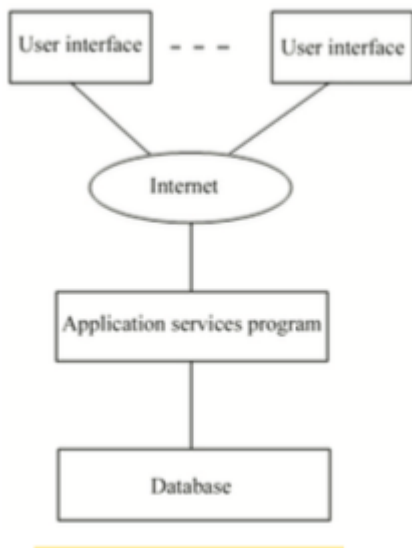 User interface
User interface
Internet
Application services program
Database